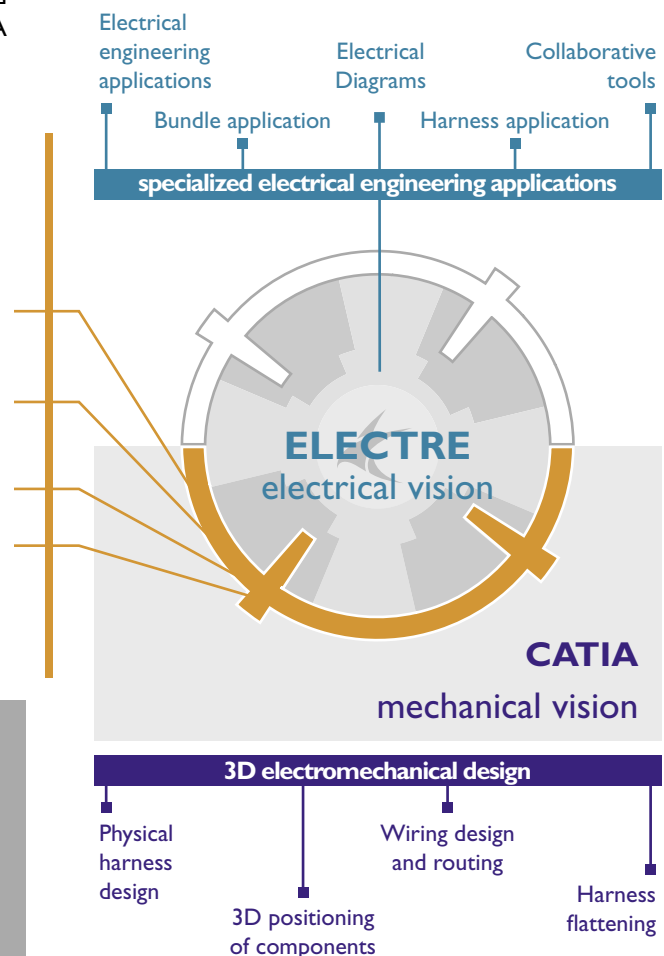 A
Electrical
engineering
applications
Electrical
Diagrams
Collaborative
tools
Bundle application
Harness application
specialized electrical engineering applications
ELECTRE
electrical vision
CATIA
mechanical vision
3D electromechanical design
Physical
harness
design
3D positioning
of components
Wiring design
and routing
Harness
flattening